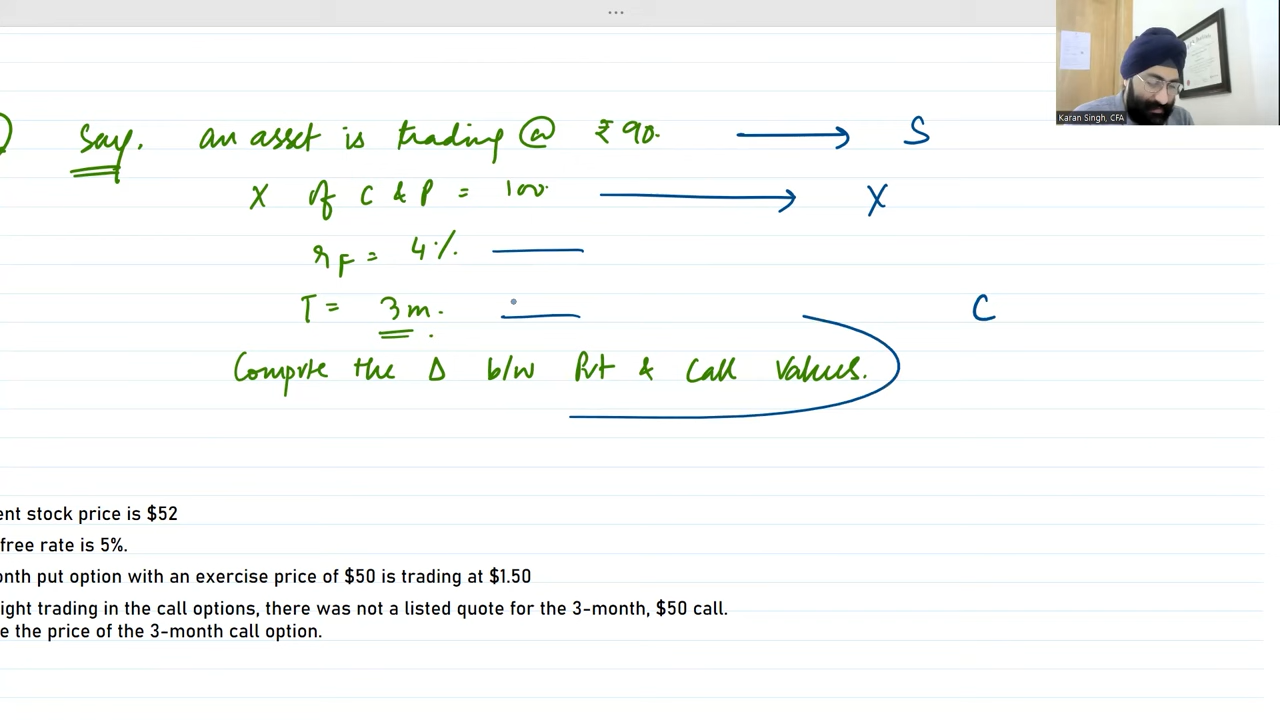 ...
Karan Singh, CFA
Say. an asset is trading @ ₹90. → S
X of C & P = 100. → X
rF = 4%.
T = 3m. C
Compute the Δ b/w Put & Call Values.
ent stock price is $52
free rate is 5%.
onth put option with an exercise price of $50 is trading at $1.50
ight trading in the call options, there was not a listed quote for the 3-month, $50 call.
e the price of the 3-month call option.